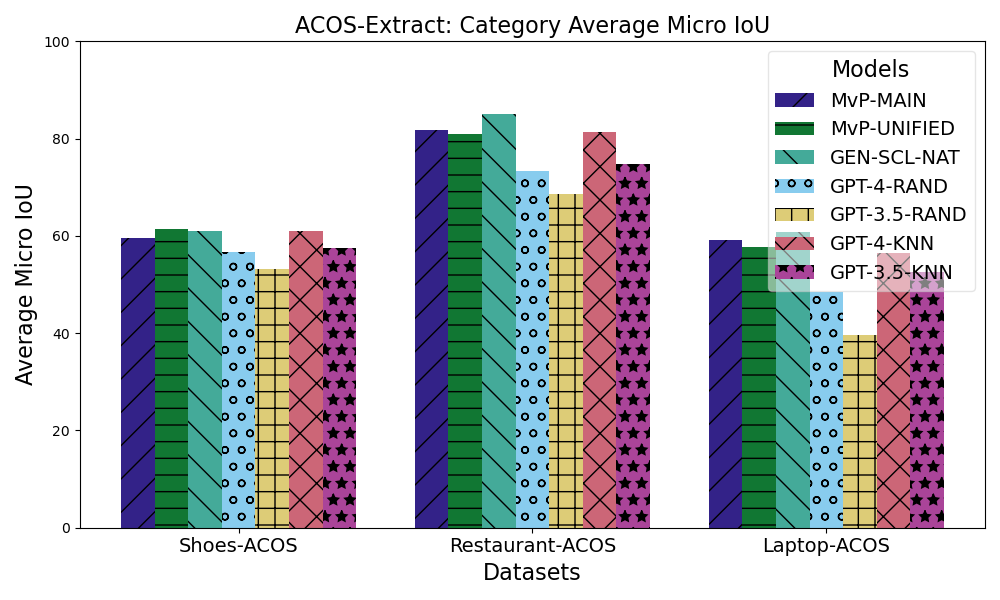 ACOS-Extract: Category Average Micro IoU
100
80
60
40
20
0
Average Micro IoU
Models
MvP-MAIN
MvP-UNIFIED
GEN-SCL-NAT
GPT-4-RAND
GPT-3.5-RAND
GPT-4-KNN
GPT-3.5-KNN
Shoes-ACOS
Restaurant-ACOS
Laptop-ACOS
Datasets